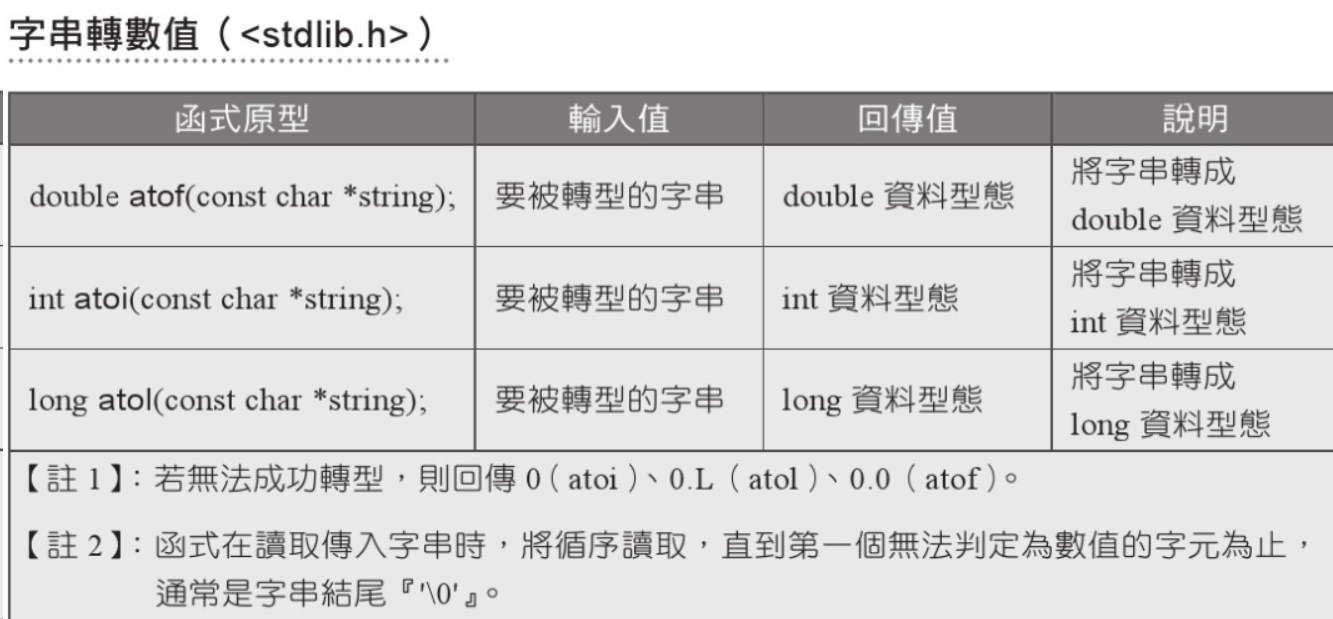 字串轉數值（<stdlib.h>）
函式原型 輸入值 回傳值 說明
double atof(const char *string); 要被轉型的字串 double 資料型態 將字串轉成
double 資料型態
int atoi(const char *string); 要被轉型的字串 int 資料型態 將字串轉成
int 資料型態
long atol(const char *string); 要被轉型的字串 long 資料型態 將字串轉成
long 資料型態
【註 1】：若無法成功轉型，則回傳 0（atoi）、0.L（atol）、0.0（atof）。
【註 2】：函式在讀取傳入字串時，將循序讀取，直到第一個無法判定為數值的字元為止，
通常是字串結尾『'\0'』。